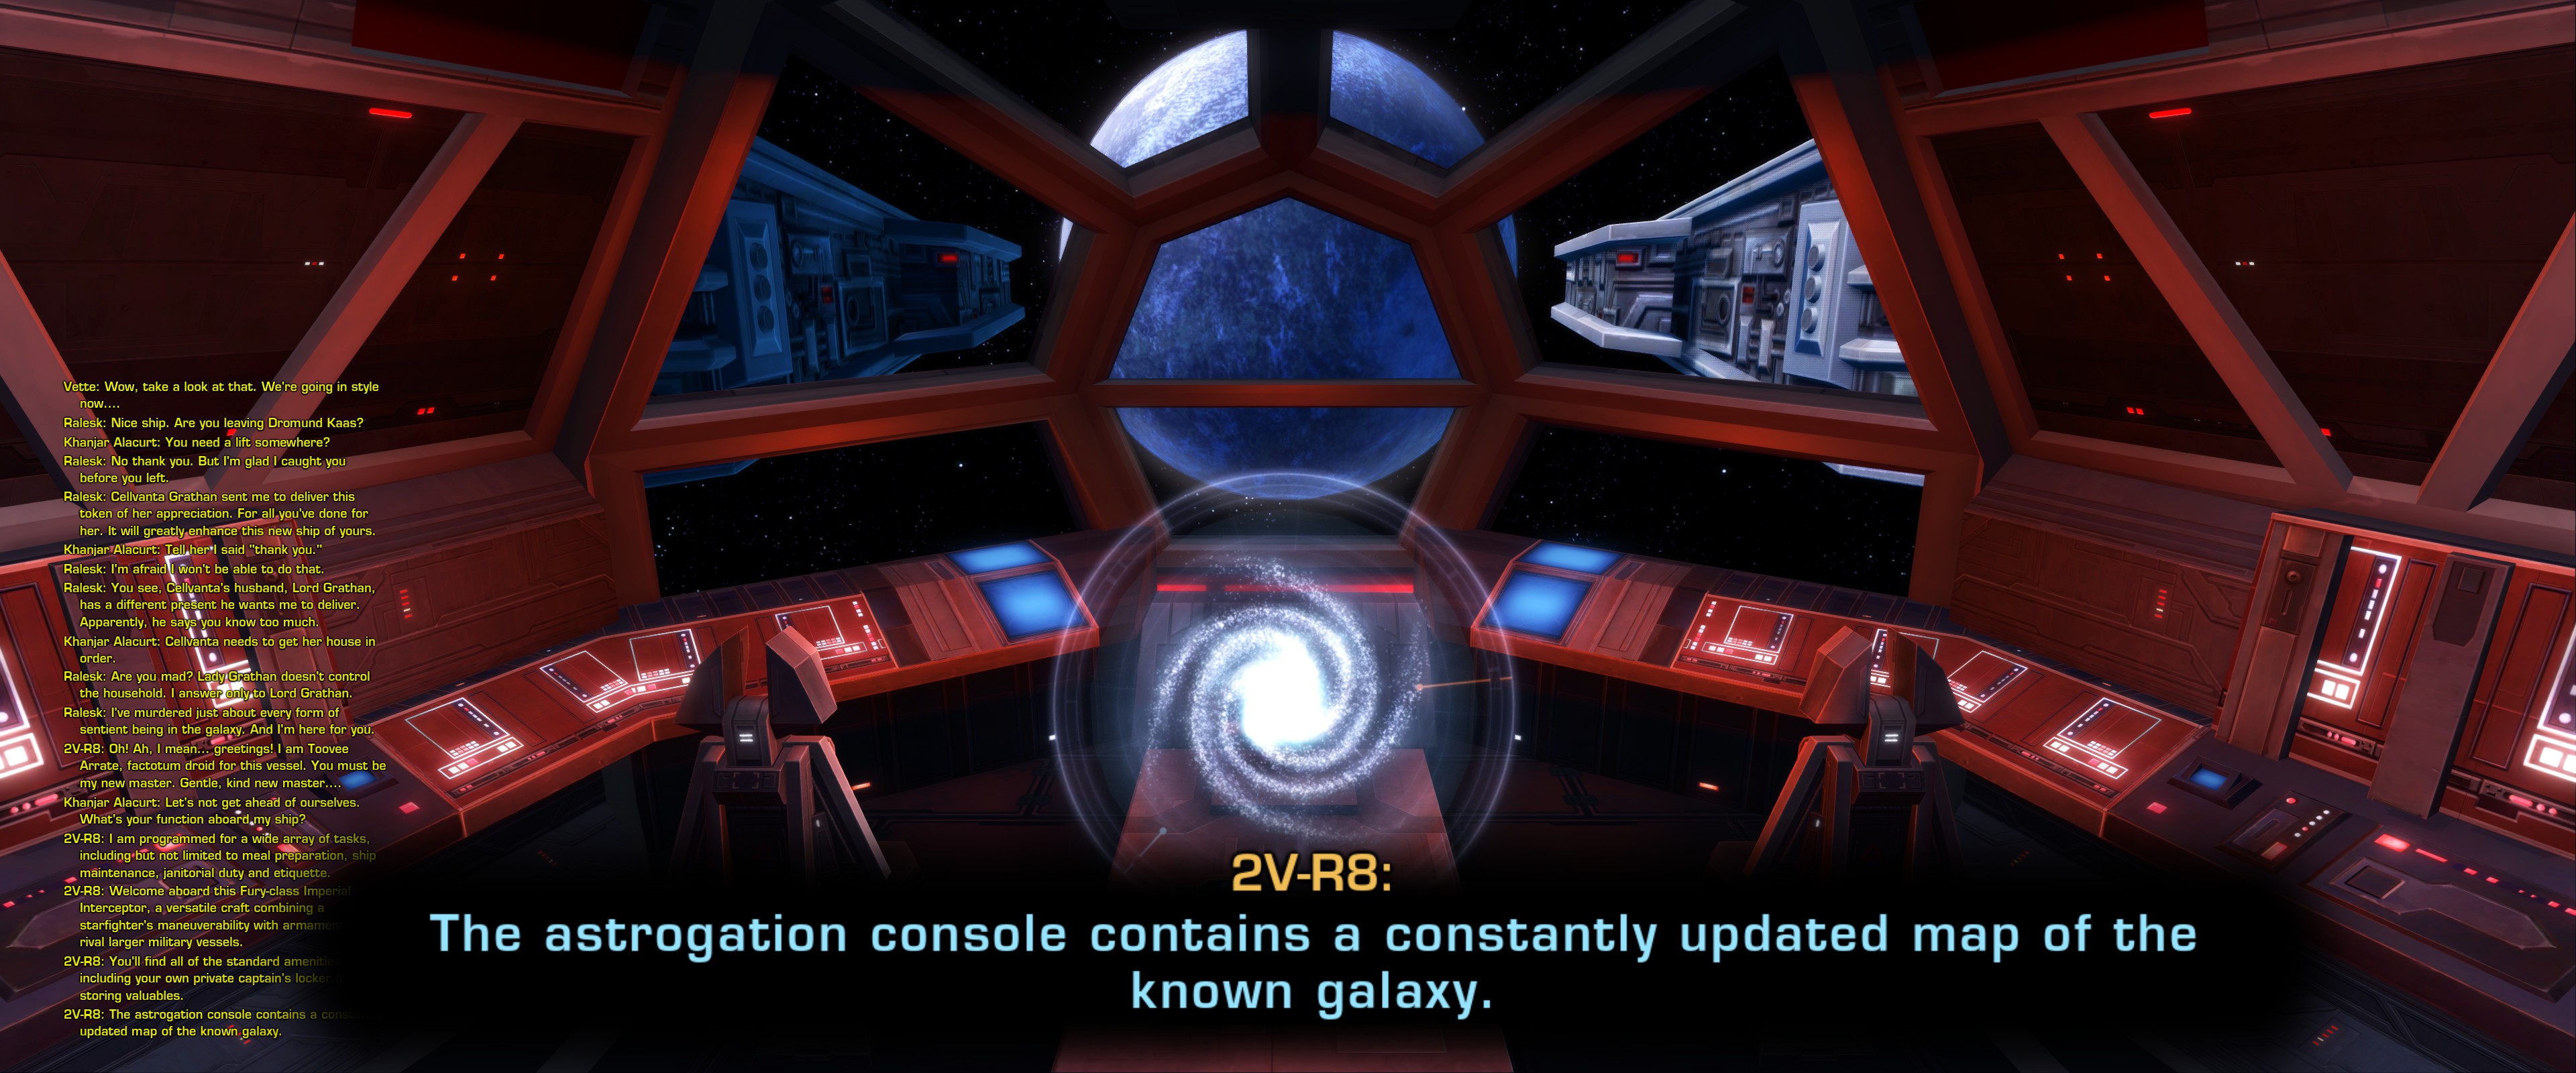 Vette: Wow, take a look at that. We're going in style
now....
Ralesk: Nice ship. Are you leaving Dromund Kaas?
Khanjar Alacurt: You need a lift somewhere?
Ralesk: No thank you. But I'm glad I caught you
before you left.
Ralesk: Cellvanta Grathan sent me to deliver this
token of her appreciation. For all you've done for
her. It will greatly enhance this new ship of yours.
Khanjar Alacurt: Tell her I said "thank you."
Ralesk: I'm afraid I won't be able to do that.
Ralesk: You see, Cellvanta's husband, Lord Grathan,
has a different present he wants me to deliver.
Apparently, he says you know too much.
Khanjar Alacurt: Cellvanta needs to get her house in
order.
Ralesk: Are you mad? Lady Grathan doesn't control
the household. I answer only to Lord Grathan.
Ralesk: I've murdered just about every form of
sentient being in the galaxy. And I'm here for you.
2V-R8: Oh! Ah, I mean... greetings! I am Toovee
Arrate, factotum droid for this vessel. You must be
my new master. Gentle, kind new master....
Khanjar Alacurt: Let's not get ahead of ourselves.
What's your function aboard my ship?
2V-R8: I am programmed for a wide array of tasks,
including but not limited to meal preparation, ship
maintenance, janitorial duty and etiquette.
2V-R8: Welcome aboard this Fury-class Imperial
Interceptor, a versatile craft combining a
starfighter's maneuverability with
rival larger military vessels.
2V-R8: You'll find all of the standard
including your own private captain's locker
storing valuables.
2V-R8: The astrogation console contains a
updated map of the known galaxy.
2V-R8:
The astrogation console contains a constantly updated map of the
known galaxy.